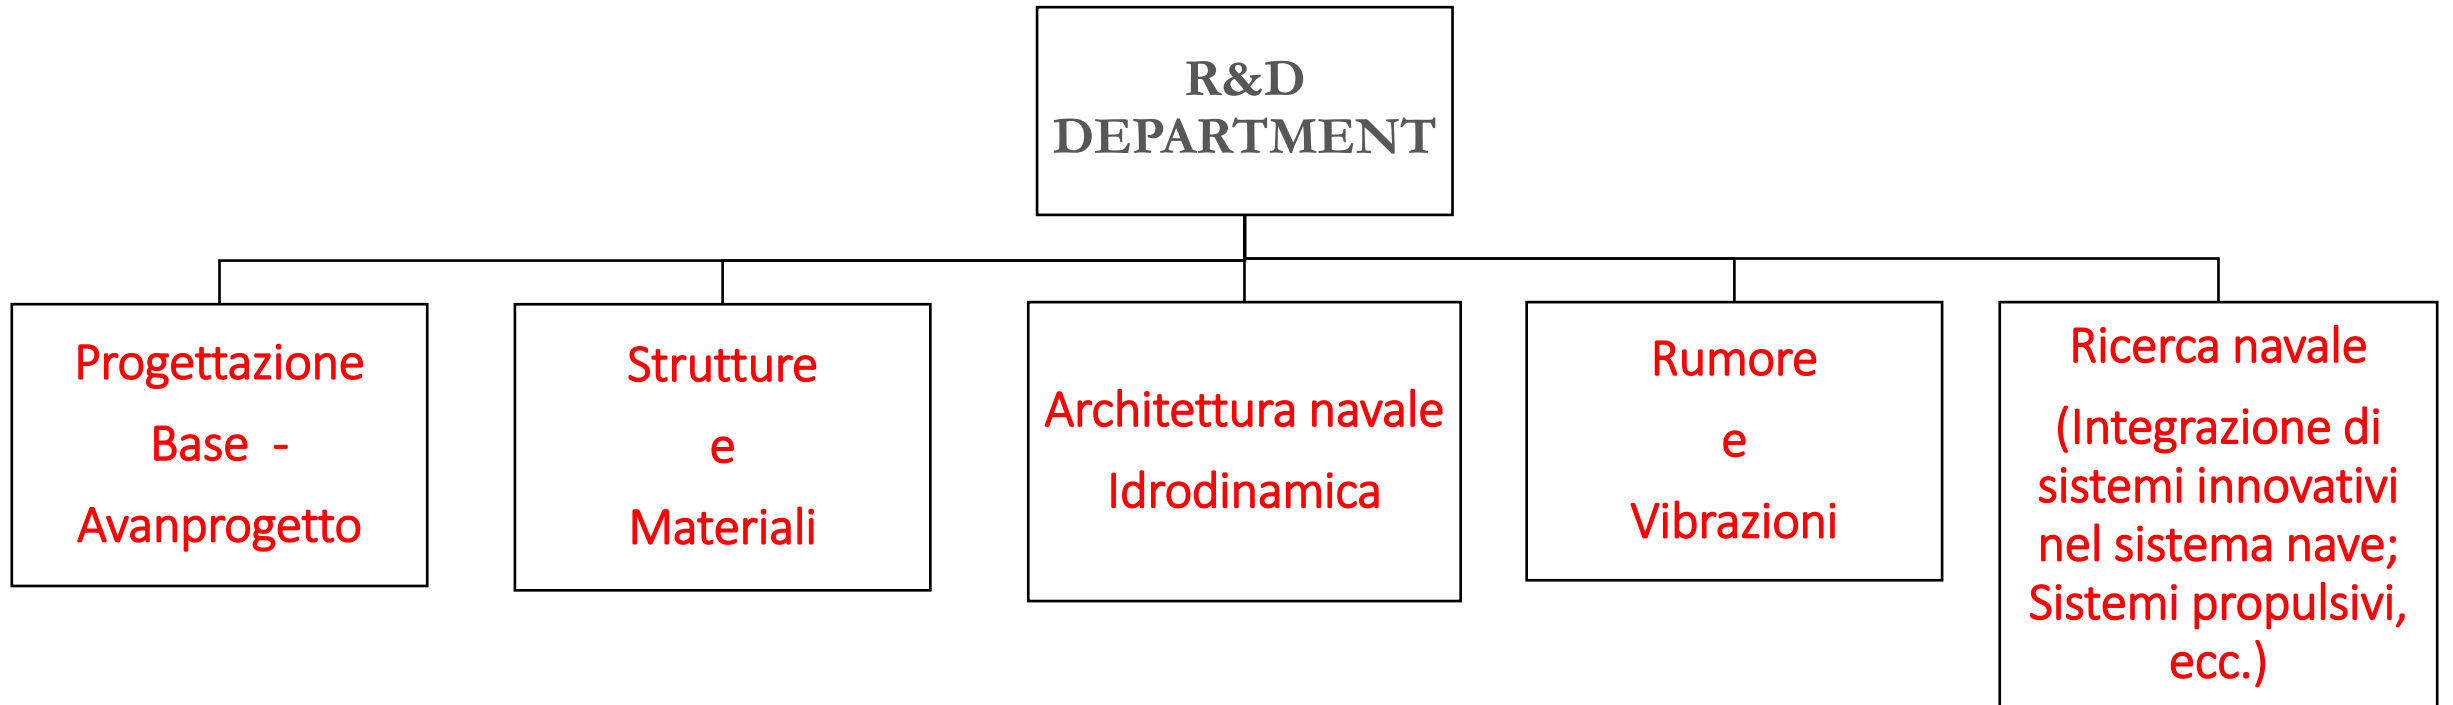 R&D
DEPARTMENT
Progettazione
Base -
Avanprogetto
Strutture
e
Materiali
Architettura navale
Idrodinamica
Rumore
e
Vibrazioni
Ricerca navale
(Integrazione di
sistemi innovativi
nel sistema nave;
Sistemi propulsivi,
ecc.)